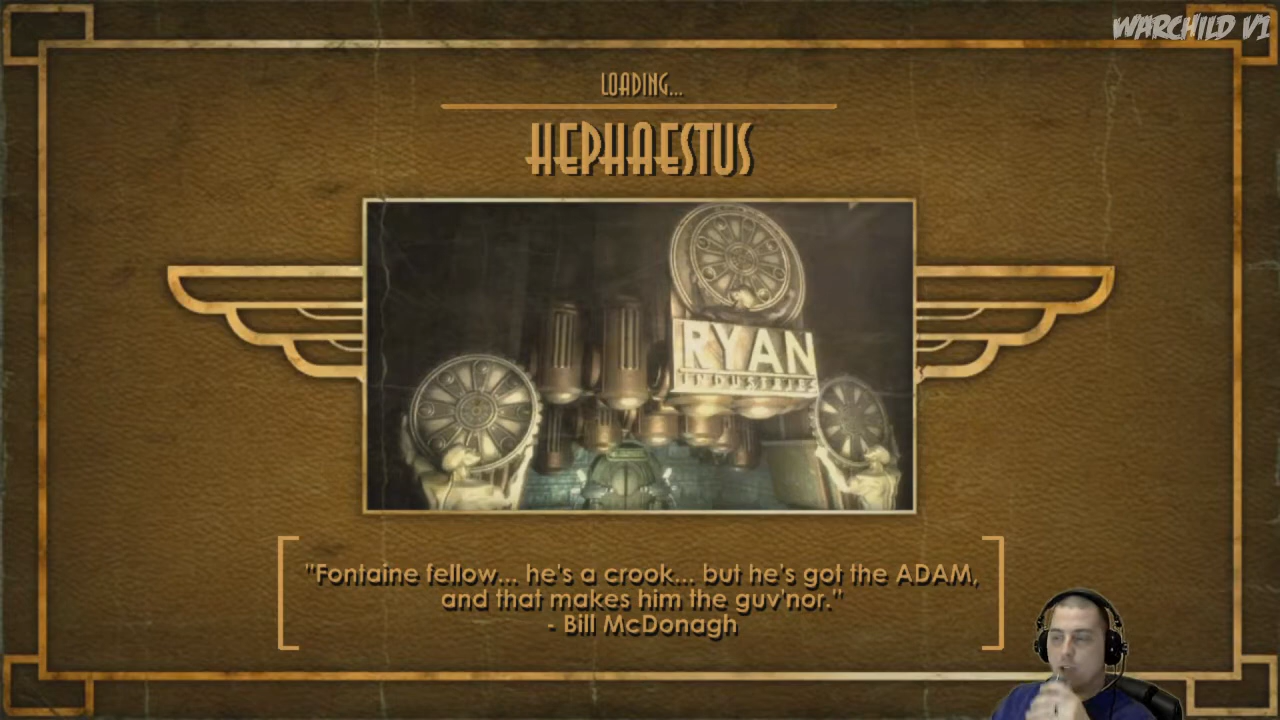 WARCHILD V1
LOADING...
HEPHAESTUS
RYAN
INDUSTRIES
"Fontaine fellow... he's a crook... but he's got the ADAM,
and that makes him the guv'nor."
- Bill McDonagh